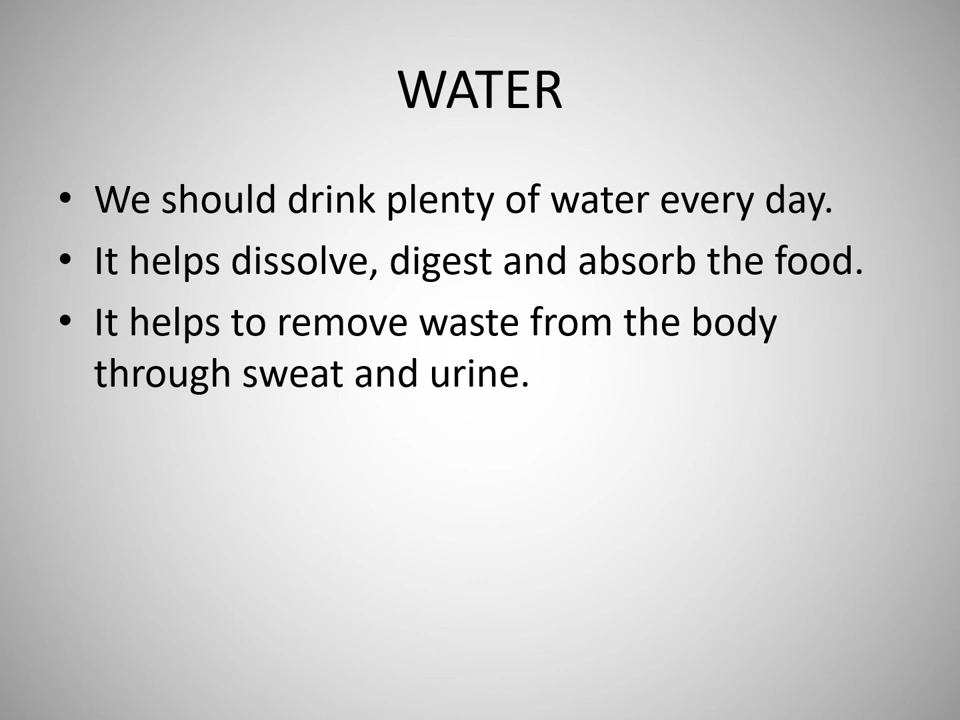 WATER
• We should drink plenty of water every day.
• It helps dissolve, digest and absorb the food.
• It helps to remove waste from the body
through sweat and urine.